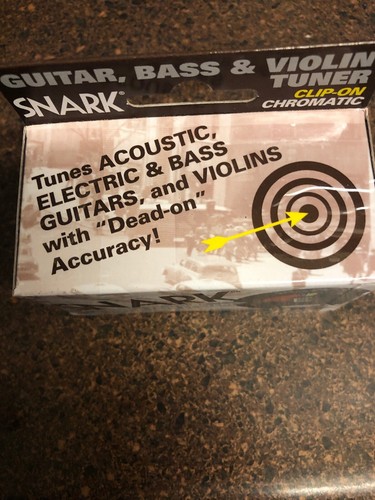 GUITAR, BASS & VIOLIN
TUNER
SNARK®
CLIP-ON
CHROMATIC
Tunes ACOUSTIC,
ELECTRIC & BASS
GUITARS, and VIOLINS
with "Dead-on"
Accuracy!
SNARK